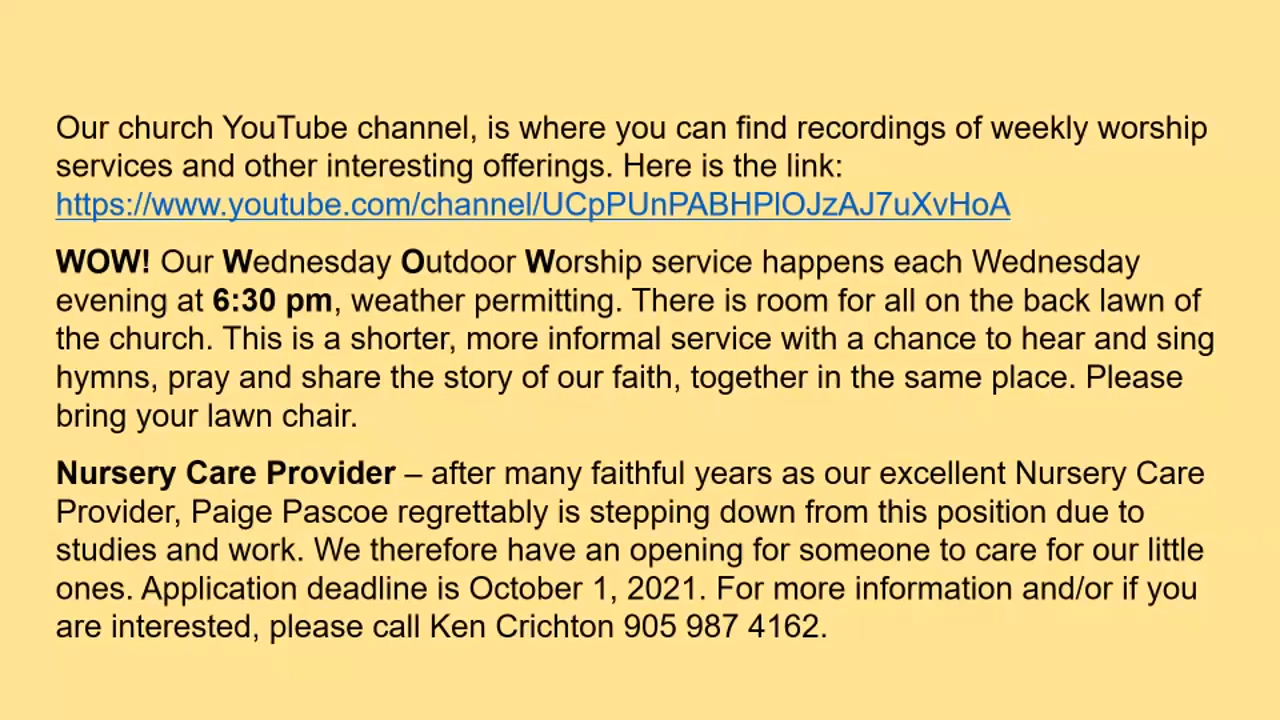 Our church YouTube channel, is where you can find recordings of weekly worship
services and other interesting offerings. Here is the link:
https://www.youtube.com/channel/UCpPUnPABHPlOJzAJ7uXvHoA
WOW! Our Wednesday Outdoor Worship service happens each Wednesday
evening at 6:30 pm, weather permitting. There is room for all on the back lawn of
the church. This is a shorter, more informal service with a chance to hear and sing
hymns, pray and share the story of our faith, together in the same place. Please
bring your lawn chair.
Nursery Care Provider – after many faithful years as our excellent Nursery Care
Provider, Paige Pascoe regrettably is stepping down from this position due to
studies and work. We therefore have an opening for someone to care for our little
ones. Application deadline is October 1, 2021. For more information and/or if you
are interested, please call Ken Crichton 905 987 4162.